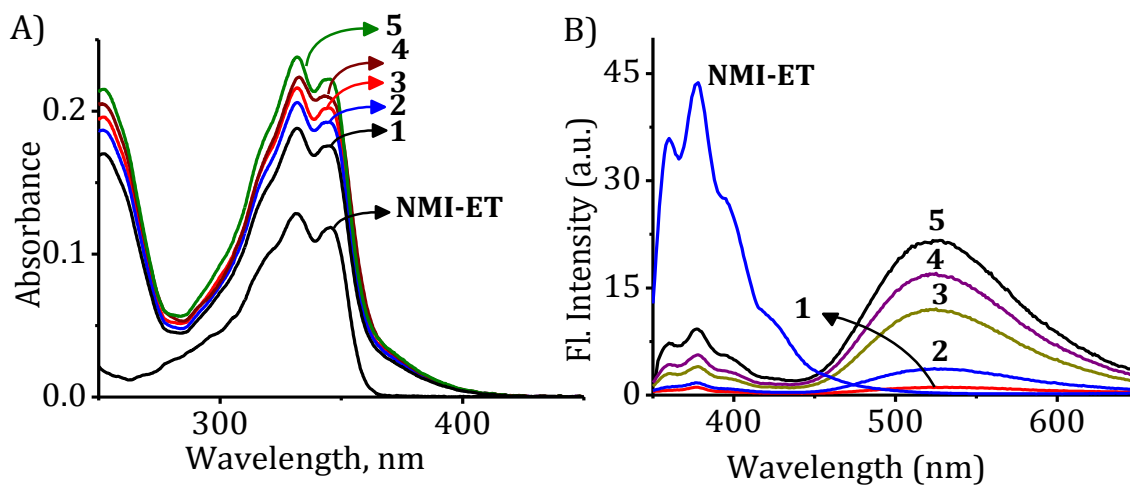 A)
5
4
3
2
1
NMI-ET
0.2
0.1
0.0
Absorbance
300
400
Wavelength, nm
B)
NMI-ET
45
30
15
0
Fl. Intensity (a.u.)
5
4
3
2
1
400
500
600
Wavelength (nm)